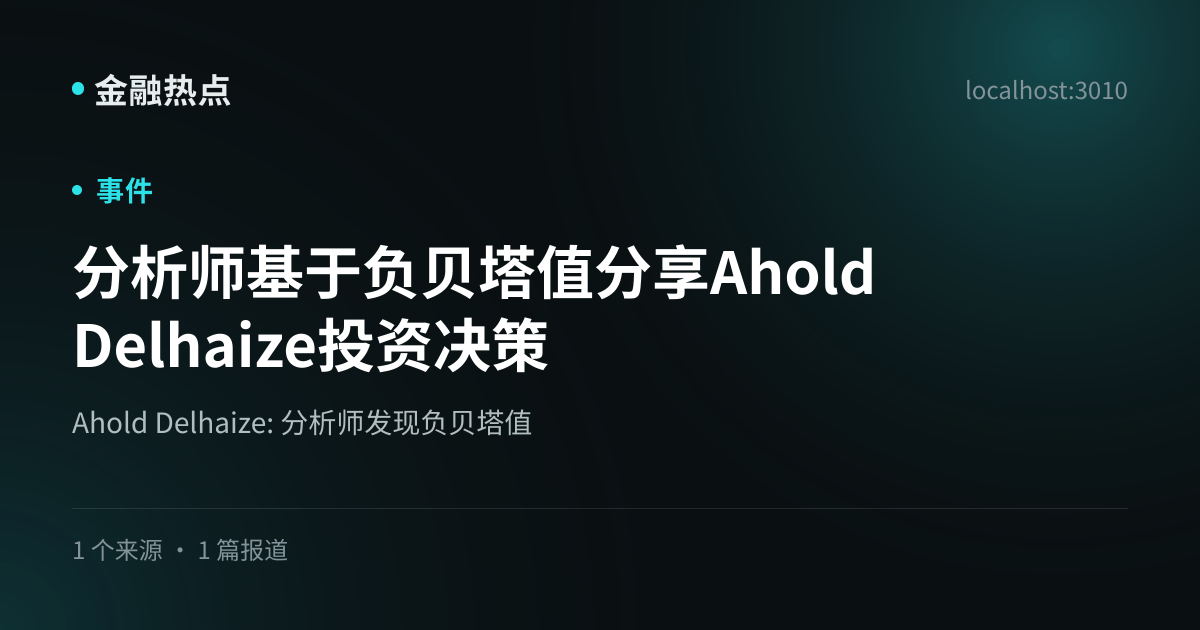 金融热点
localhost:3010
事件
分析师基于负贝塔值分享Ahold
Delhaize投资决策
Ahold Delhaize: 分析师发现负贝塔值
1 个来源 · 1 篇报道